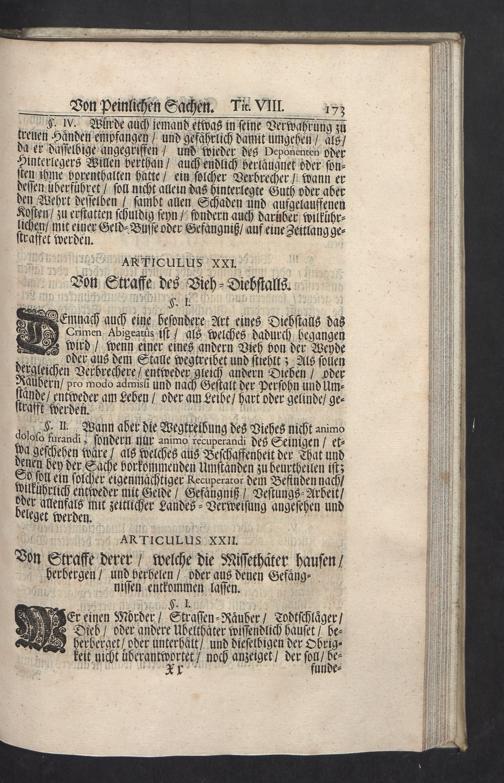 Von Peinlichen Sachen. Tit. VIII. 173
§. IV. Würde auch jemand etwas in seine Verwahrung zu
treuen Händen empfangen / und gefährlich damit umgehen / als /
da er dasselbige angegriffen / und wieder des Deponenten oder
Hinterlegers Willen verthan / auch endlich verläugnet oder son-
sten ihme vorenthalten hätte / ein solcher Verbrecher / wann er
dessen überführet / soll nicht allein das hinterlegte Guth oder aber
den Wehrt desselben / sambt allen Schaden und aufgelauffenen
Kosten / zu erstatten schuldig seyn / sondern auch darüber wilkühr-
lichen / mit einer Geld-Busse oder Gefängniß / auf eine Zeitlang ge-
straffet werden.
ARTICULUS XXI.
Von Straffe des Vieh-Diebstalls.
§. I.
DEmnach auch eine besondere Art eines Diebstalls das
Crimen Abigeatûs ist / als welches dadurch begangen
wird / wenn einer eines andern Vieh von der Weyde
oder aus dem Stalle wegtreibet und stiehlt; Als sollen
dergleichen Verbrechere / entweder gleich andern Dieben / oder
Räubern / pro modo admissi und nach Gestalt der Persohn und Um-
stände / entweder am Leben / oder am Leibe / hart oder gelinde / ge-
strafft werden.
§. II. Wann aber die Wegtreibung des Viehes nicht animo
doloso furandi, sondern nur animo recuperandi des Seinigen / et-
wa geschehen wäre / als welches aus Beschaffenheit der That und
denen bey der Sache vorkommenden Umständen zu beurtheilen ist;
So soll ein solcher eigenmächtiger Recuperator dem Befinden nach /
wilkührlich entweder mit Gelde / Gefängniß / Vestungs-Arbeit /
oder allenfals mit zeitlicher Landes-Verweisung angesehen und
beleget werden.
ARTICULUS XXII.
Von Straffe derer / welche die Missethäter hausen /
herbergen / und verhelen / oder aus denen Gefäng-
nissen entkommen lassen.
§. I.
WEr einen Mörder / Strassen-Räuber / Todtschläger /
Dieb / oder andere Ubelthäter wissendlich hauset / be-
herberget / oder unterhält / und dieselbigen der Obrig-
keit nicht überantwortet / noch anzeiget / der soll / be-
Xx funde-